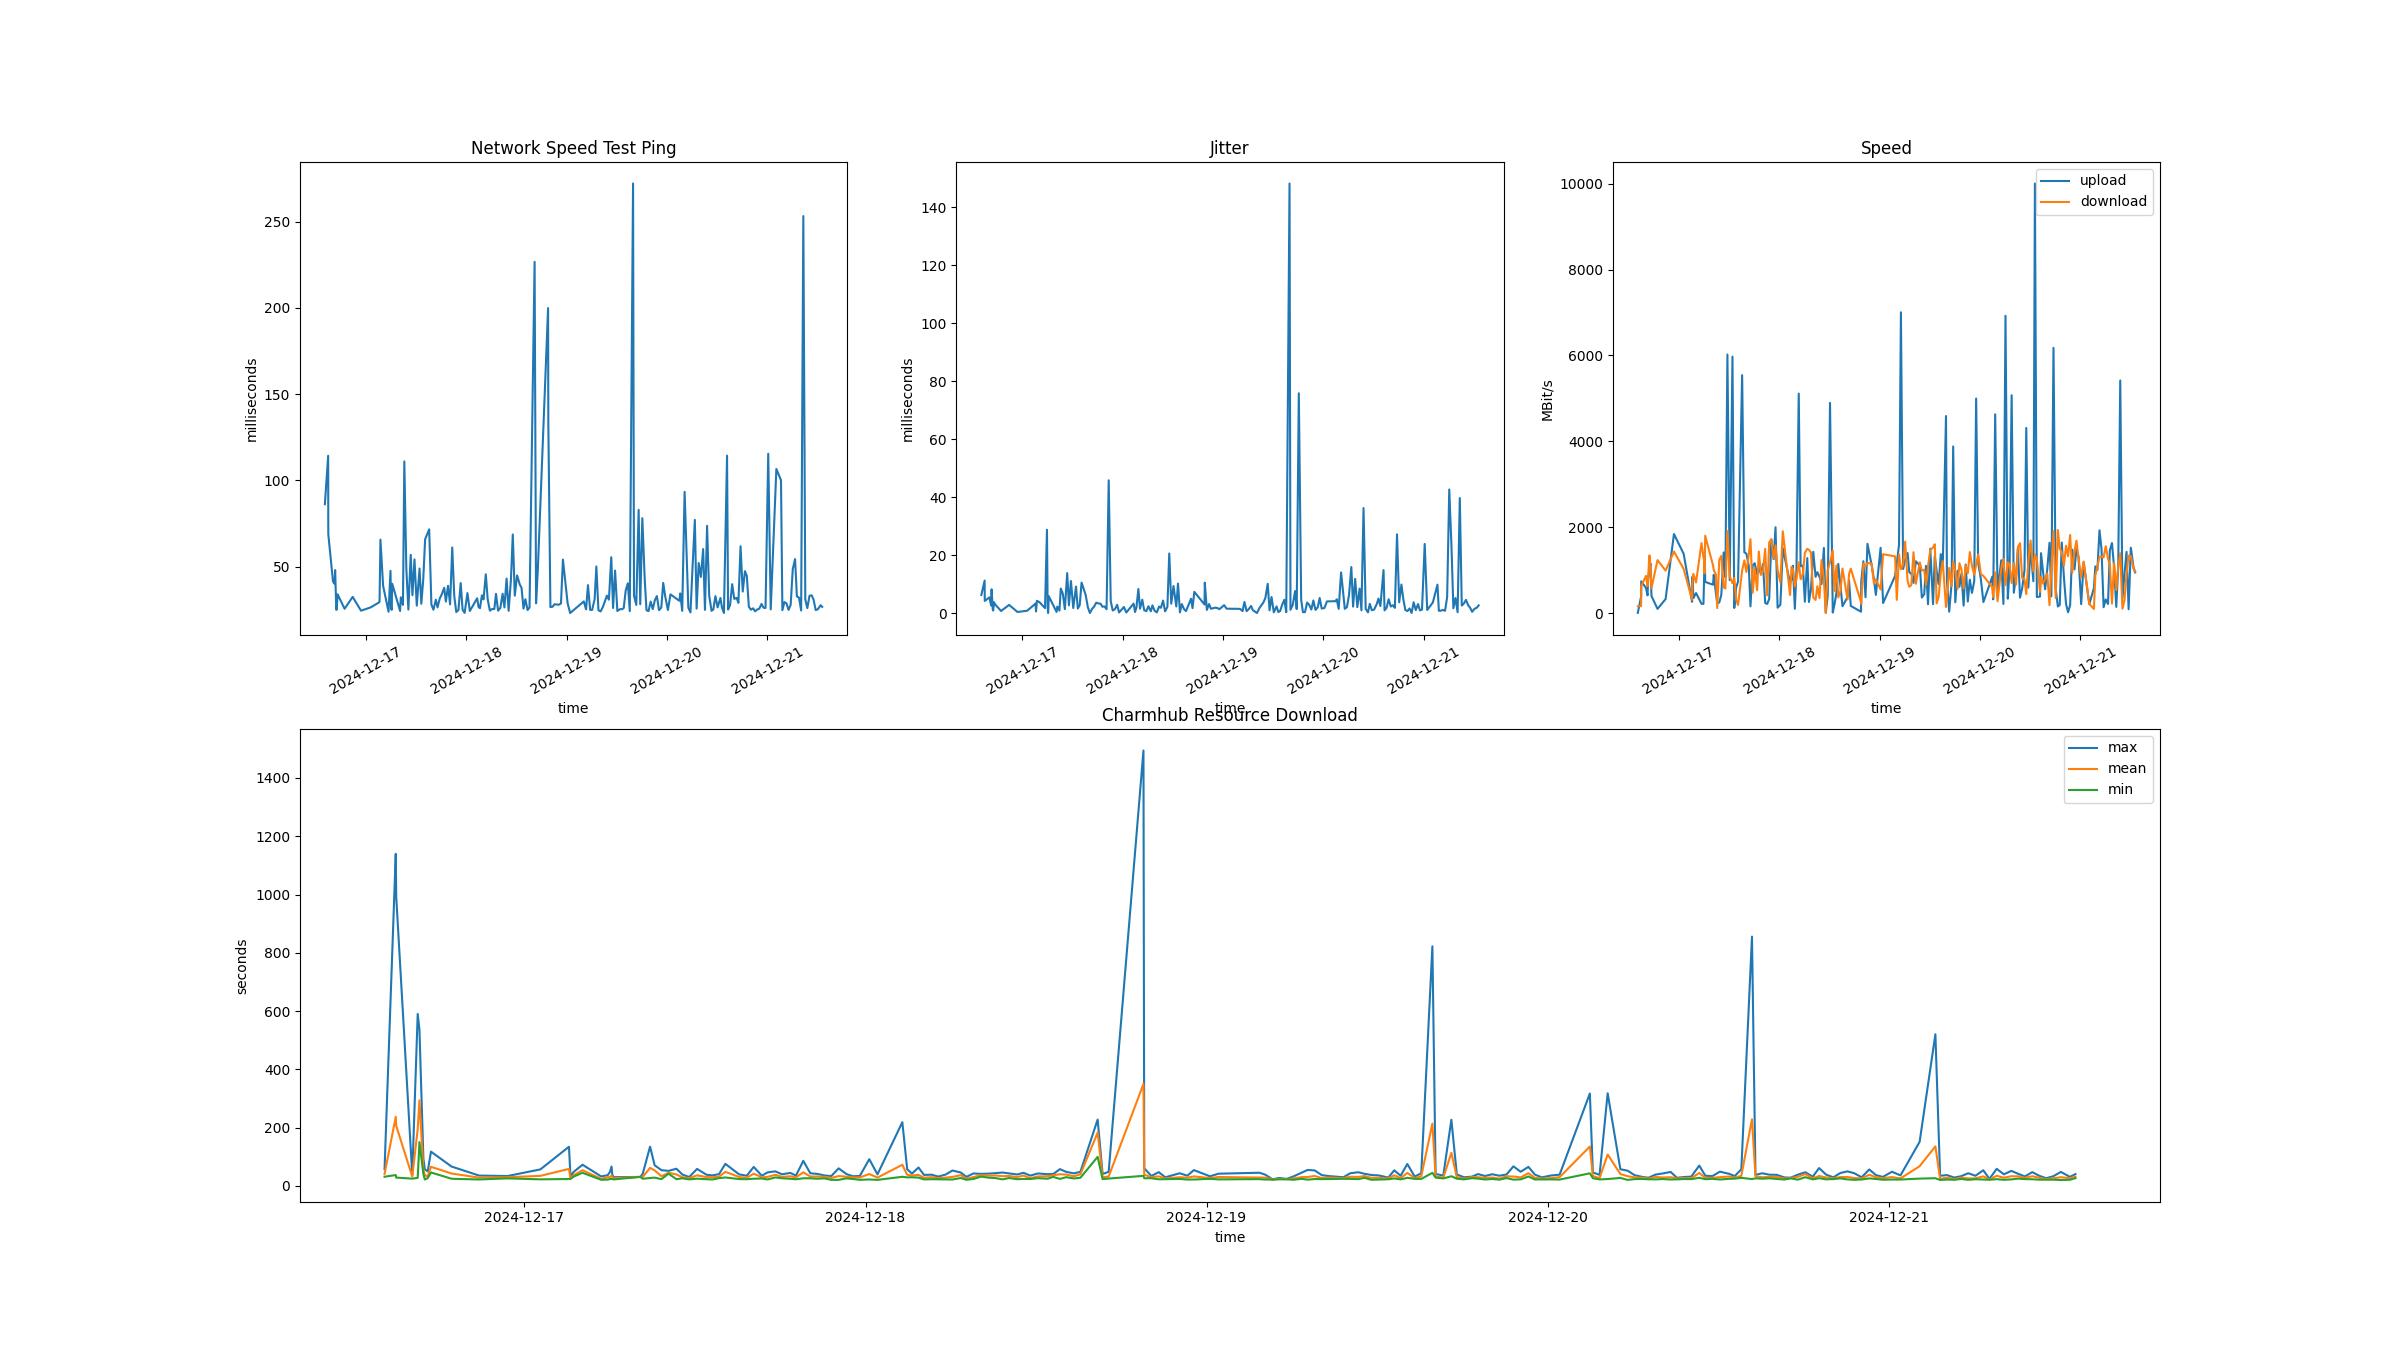 Network Speed Test Ping
milliseconds
250
200
150
100
50
2024-12-17
2024-12-18
2024-12-19
2024-12-20
2024-12-21
time
Jitter
milliseconds
140
120
100
80
60
40
20
0
2024-12-17
2024-12-18
2024-12-19
2024-12-20
2024-12-21
time
Speed
MBit/s
10000
8000
6000
4000
2000
0
upload
download
2024-12-17
2024-12-18
2024-12-19
2024-12-20
2024-12-21
time
Charmhub Resource Download
seconds
1400
1200
1000
800
600
400
200
0
max
mean
min
2024-12-17
2024-12-18
2024-12-19
2024-12-20
2024-12-21
time